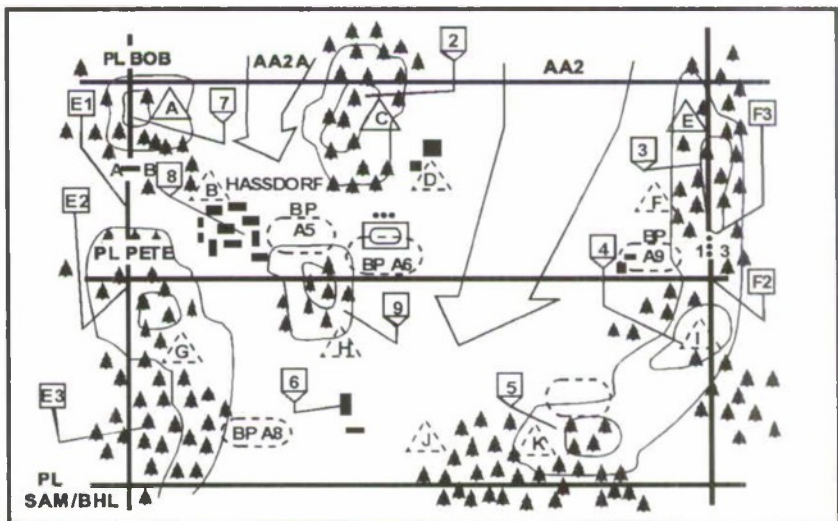 PL BOB
AA2A
2
AA2
E1
A
7
C
E
F3
A B
8
B
HASSDORF
D
3
F
E2
BP
A5
PL PETE
BP A6
4
BP
A9
1 3
F2
G
H
9
I
E3
6
5
BP A8
J
K
PL
SAM/BHL